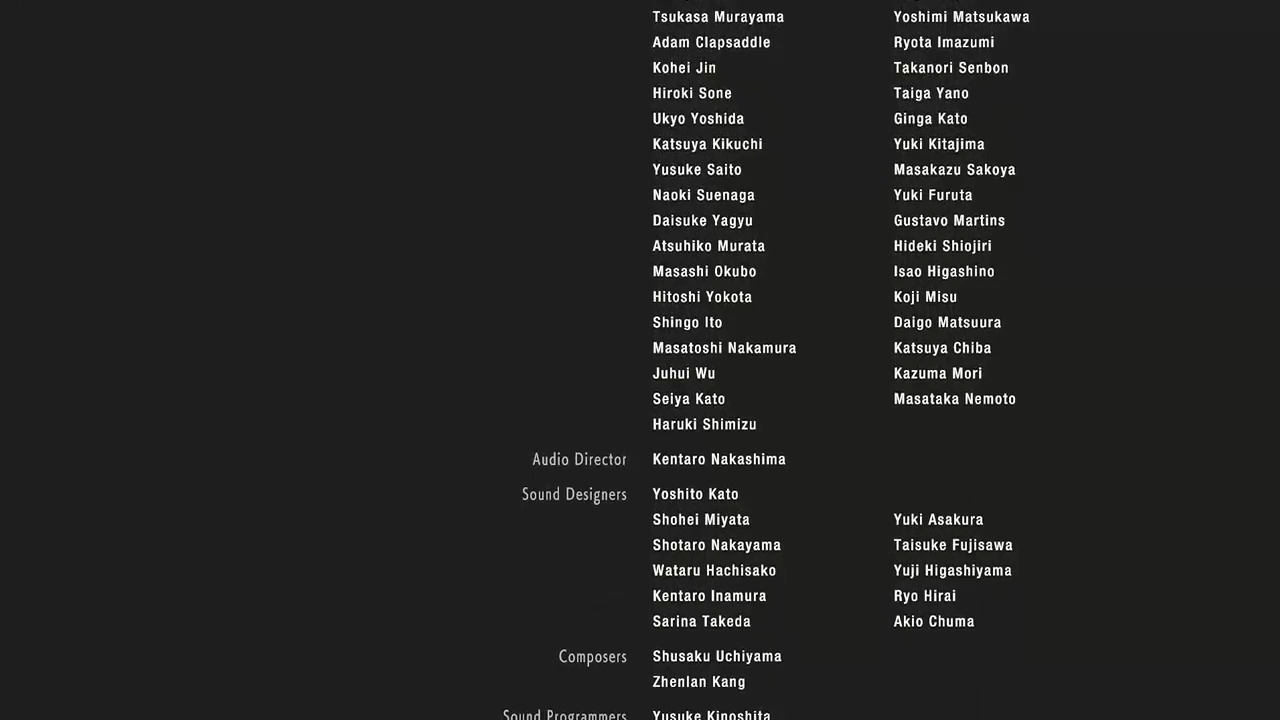 Tsukasa Murayama Yoshimi Matsukawa
Adam Clapsaddle Ryota Imazumi
Kohei Jin Takanori Senbon
Hiroki Sone Taiga Yano
Ukyo Yoshida Ginga Kato
Katsuya Kikuchi Yuki Kitajima
Yusuke Saito Masakazu Sakoya
Naoki Suenaga Yuki Furuta
Daisuke Yagyu Gustavo Martins
Atsuhiko Murata Hideki Shiojiri
Masashi Okubo Isao Higashino
Hitoshi Yokota Koji Misu
Shingo Ito Daigo Matsuura
Masatoshi Nakamura Katsuya Chiba
Juhui Wu Kazuma Mori
Seiya Kato Masataka Nemoto
Haruki Shimizu
Audio Director Kentaro Nakashima
Sound Designers Yoshito Kato
Shohei Miyata Yuki Asakura
Shotaro Nakayama Taisuke Fujisawa
Wataru Hachisako Yuji Higashiyama
Kentaro Inamura Ryo Hirai
Sarina Takeda Akio Chuma
Composers Shusaku Uchiyama
Zhenlan Kang
Sound Programmers Yusuke Kinoshita